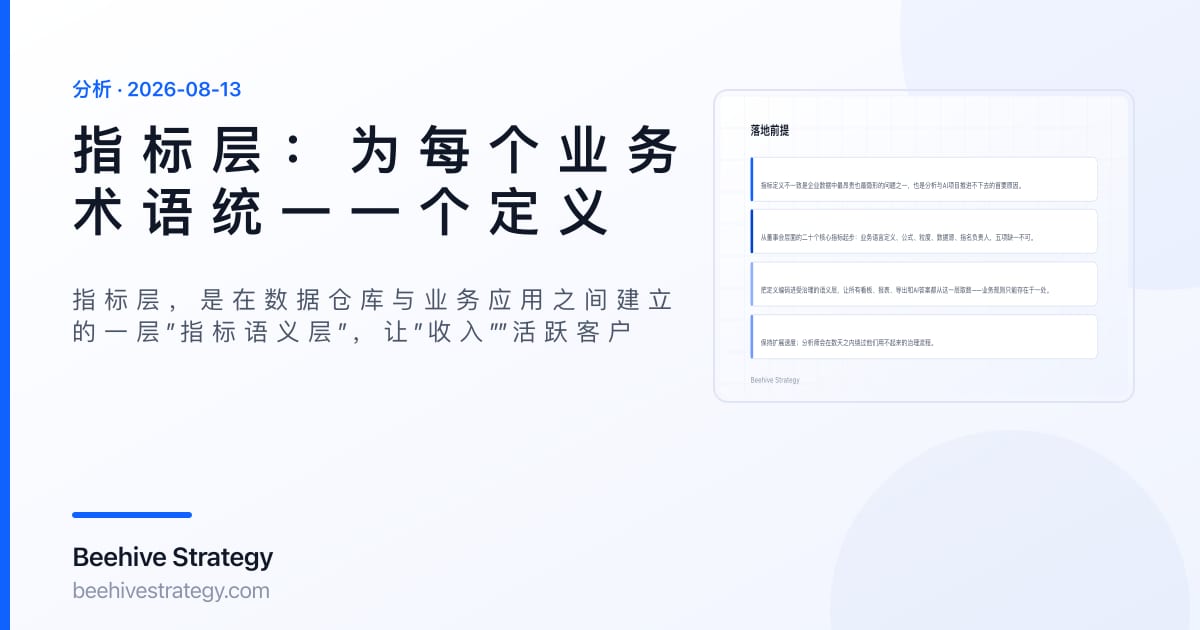 分析 · 2026-08-13
指标层：为每个业务
术语统一一个定义
指标层，是在数据仓库与业务应用之间建立
的一层"指标语义层"，让"收入""活跃客户
落地前提
指标定义不一致是企业数据中最昂贵也最隐形的问题之一，也是分析与AI项目推进不下去的首要原因。
从董事会层面的二十个核心指标起步：业务语言定义、公式、粒度、数据源、指名负责人，五项缺一不可。
把定义编码进受治理的语义层，让所有看板、报表、导出和AI答案都从这一层取数——业务规则只能存在于一处。
保持扩展速度；分析师会在数天之内绕过他们用不起来的治理流程。
Beehive Strategy
Beehive Strategy
beehivestrategy.com